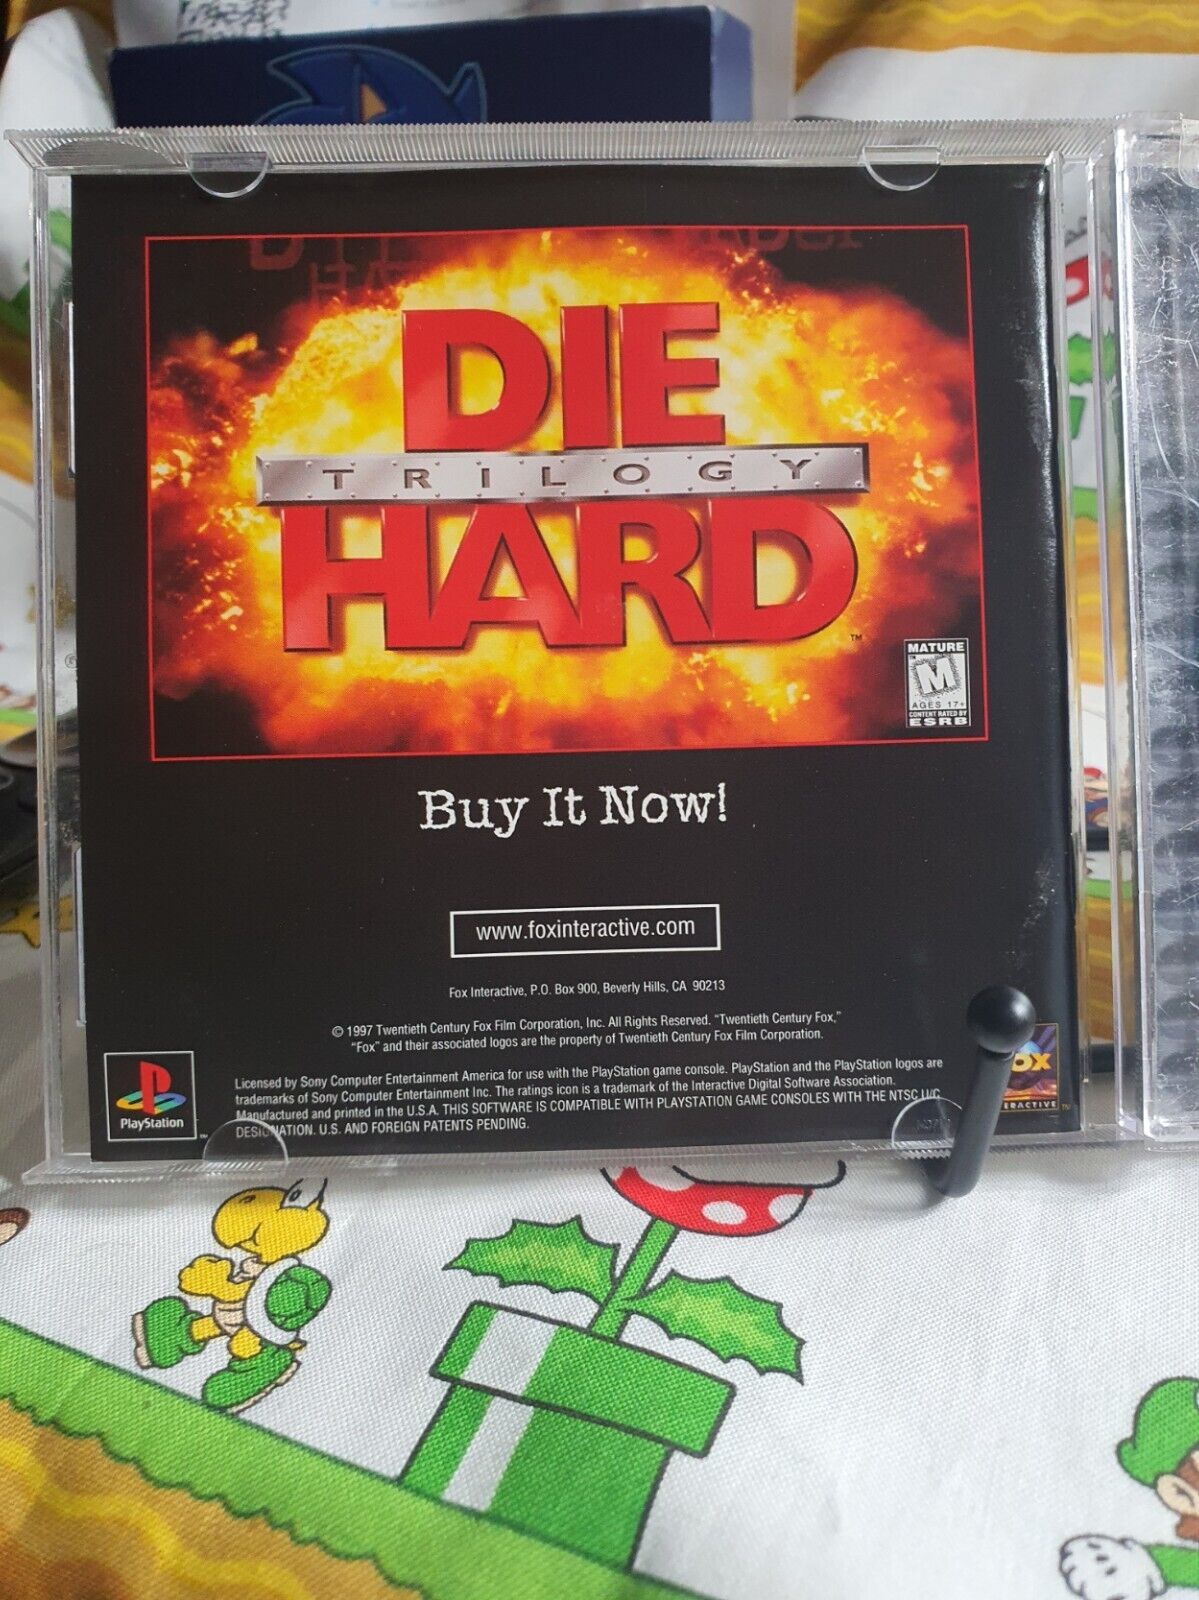 DIE
TRILOGY
HARD
™
MATURE
M
AGES 17+
CONTENT RATED BY
ESRB
Buy It Now!
www.foxinteractive.com
Fox Interactive, P.O. Box 900, Beverly Hills, CA 90213
© 1997 Twentieth Century Fox Film Corporation, Inc. All Rights Reserved. "Twentieth Century Fox,"
"Fox" and their associated logos are the property of Twentieth Century Fox Film Corporation.
PlayStation
Licensed by Sony Computer Entertainment America for use with the PlayStation game console. PlayStation and the PlayStation logos are
trademarks of Sony Computer Entertainment Inc. The ratings icon is a trademark of the Interactive Digital Software Association.
Manufactured and printed in the U.S.A. THIS SOFTWARE IS COMPATIBLE WITH PLAYSTATION GAME CONSOLES WITH THE NTSC U/C
DESIGNATION. U.S. AND FOREIGN PATENTS PENDING.